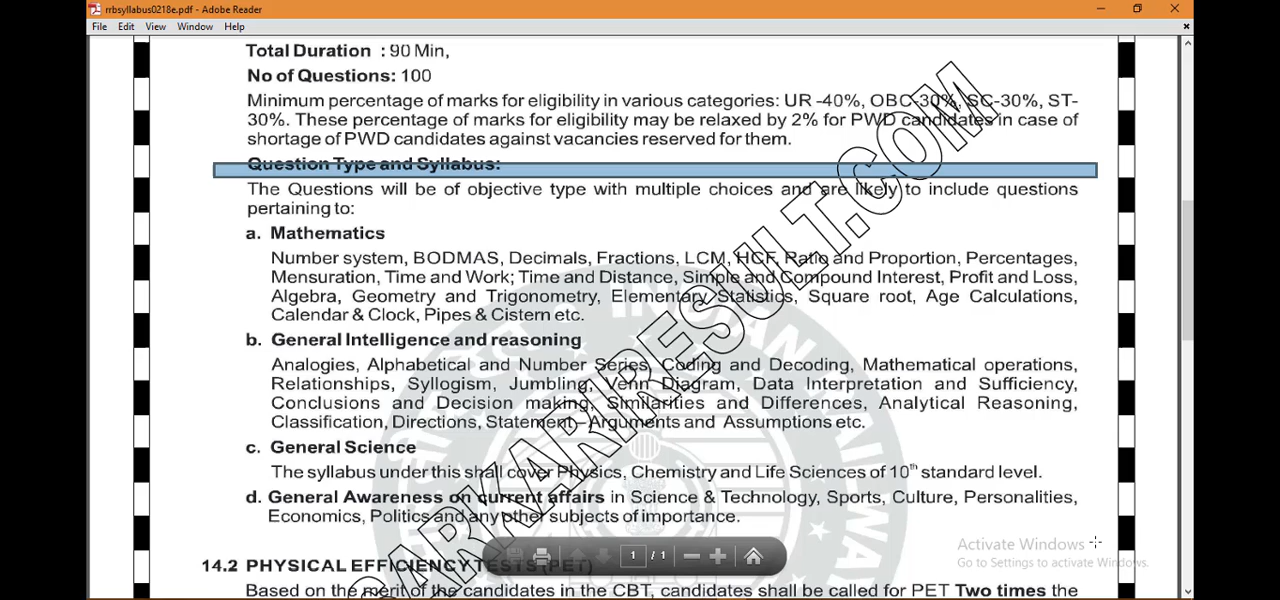 rrbsyllabus0218e.pdf - Adobe Reader
File Edit View Window Help
Total Duration : 90 Min,
No of Questions: 100
Minimum percentage of marks for eligibility in various categories: UR -40%, OBC-30%, SC-30%, ST-
30%. These percentage of marks for eligibility may be relaxed by 2% for PWD candidates in case of
shortage of PWD candidates against vacancies reserved for them.
Question Type and Syllabus:
The Questions will be of objective type with multiple choices and are likely to include questions
pertaining to:
a. Mathematics
Number system, BODMAS, Decimals, Fractions, LCM, HCF, Ratio and Proportion, Percentages,
Mensuration, Time and Work; Time and Distance, Simple and Compound Interest, Profit and Loss,
Algebra, Geometry and Trigonometry, Elementary Statistics, Square root, Age Calculations,
Calendar & Clock, Pipes & Cistern etc.
b. General Intelligence and reasoning
Analogies, Alphabetical and Number Series, Coding and Decoding, Mathematical operations,
Relationships, Syllogism, Jumbling, Venn Diagram, Data Interpretation and Sufficiency,
Conclusions and Decision making, Similarities and Differences, Analytical Reasoning,
Classification, Directions, Statement – Arguments and Assumptions etc.
c. General Science
The syllabus under this shall cover Physics, Chemistry and Life Sciences of 10th standard level.
d. General Awareness on current affairs in Science & Technology, Sports, Culture, Personalities,
Economics, Politics and any other subjects of importance.
14.2 PHYSICAL EFFICIENCY TESTS (PET)
Based on the merit of the candidates in the CBT, candidates shall be called for PET Two times the
ARKARIRESULT.COM
1 / 1
Activate Windows
Go to Settings to activate Windows.